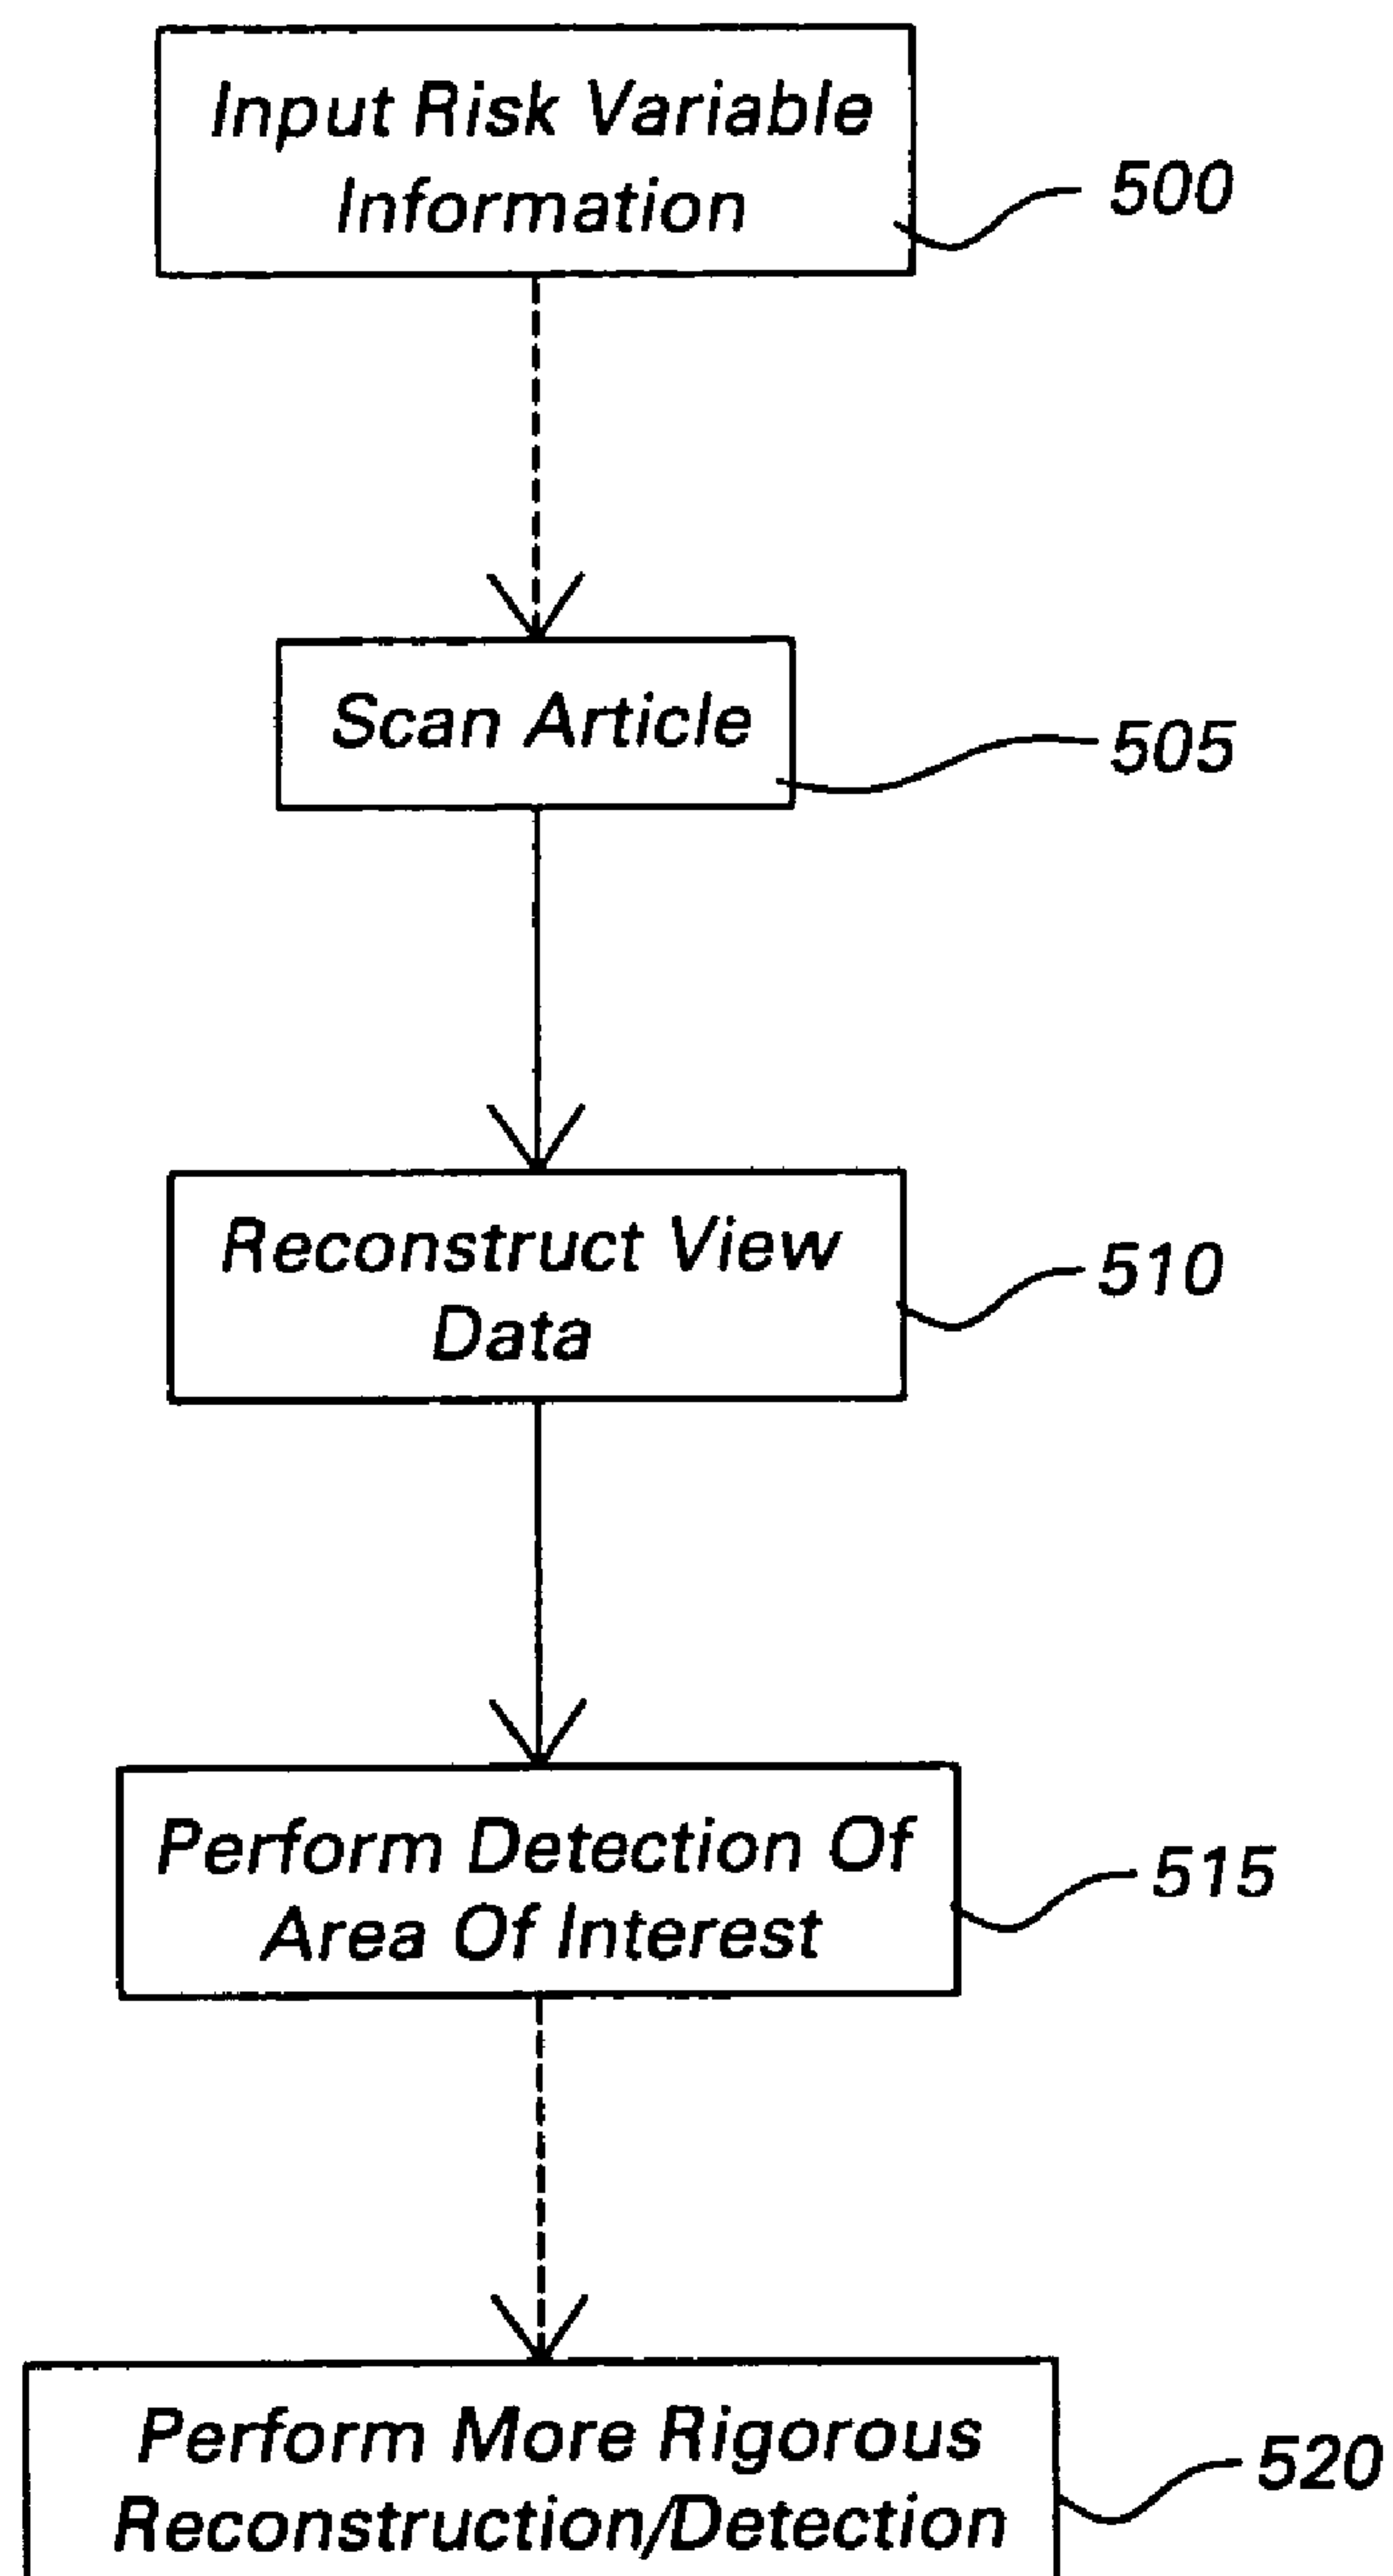 Input Risk Variable
Information
500
Scan Article
505
Reconstruct View
Data
510
Perform Detection Of
Area Of Interest
515
Perform More Rigorous
Reconstruction/Detection
520